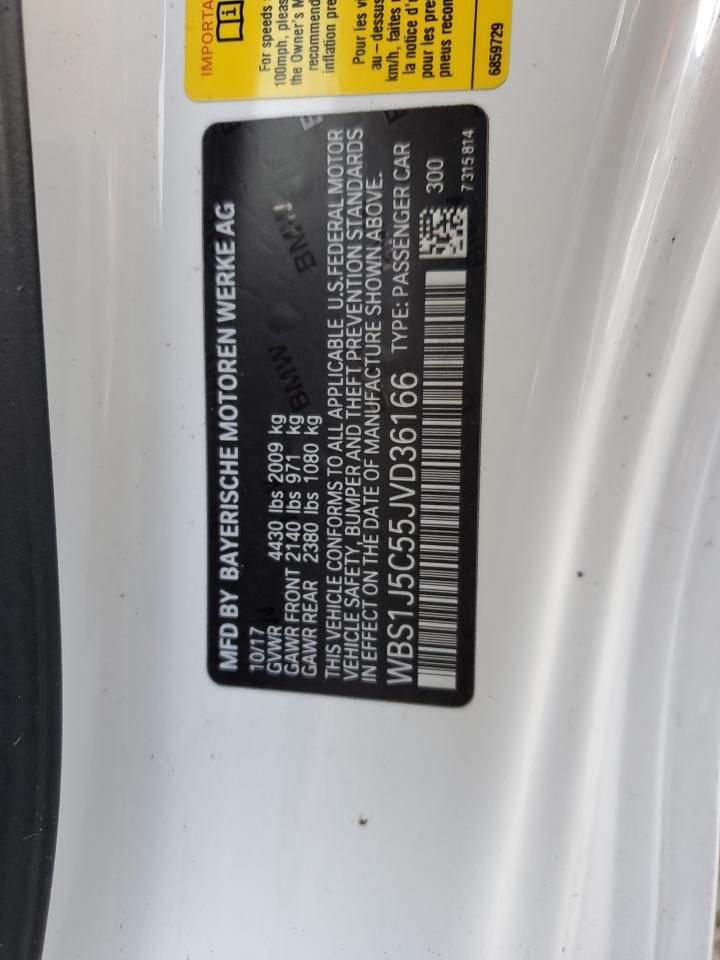 MFD BY BAYERISCHE MOTOREN WERKE AG
10/17
GVWR 4430 lbs 2009 kg
GAWR FRONT 2140 lbs 971 kg
GAWR REAR 2380 lbs 1080 kg
THIS VEHICLE CONFORMS TO ALL APPLICABLE U.S.FEDERAL MOTOR
VEHICLE SAFETY, BUMPER AND THEFT PREVENTION STANDARDS
IN EFFECT ON THE DATE OF MANUFACTURE SHOWN ABOVE.
WBS1J5C55JVD36166 TYPE: PASSENGER CAR
300
7 315 814
BMW
BMW
For speeds
100mph,
the Owner's
recommend
inflation pre
Pour les
au-dessus
km/h, faites
la notice d'
pour les
pneus recon
6859729